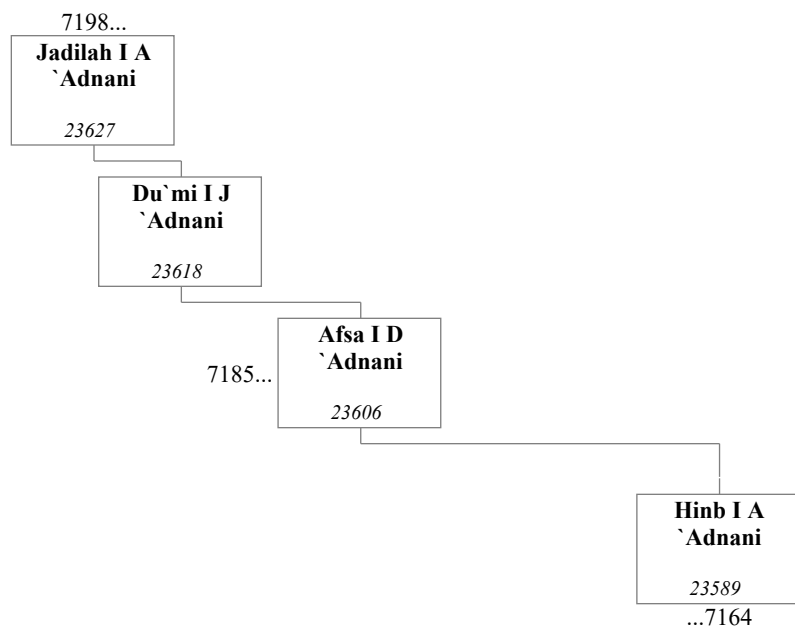 7198...
Jadilah I A
`Adnani
23627
Du`mi I J
`Adnani
23618
Afsa I D
`Adnani
7185...
23606
Hinb I A
`Adnani
23589
...7164